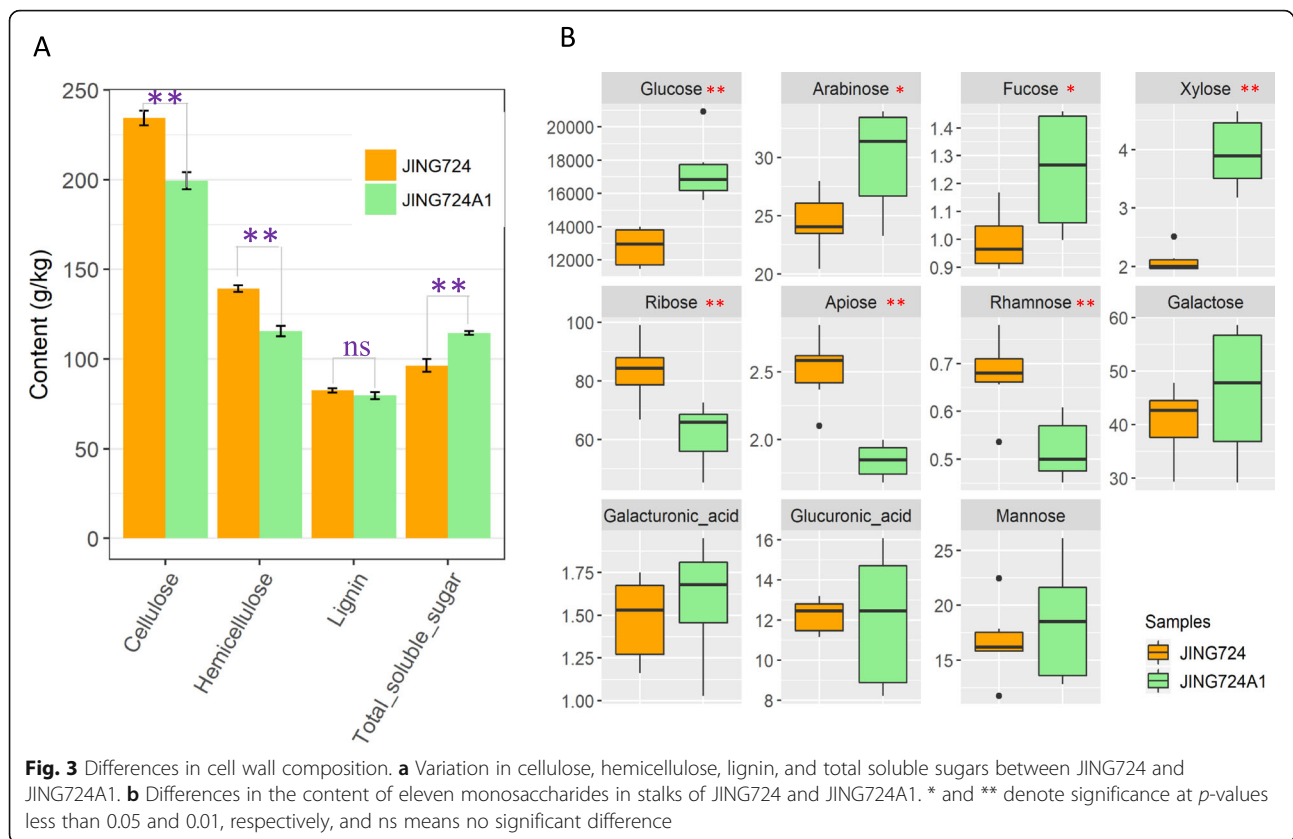 A
250
200
150
100
50
0
Content (g/kg)
**
**
ns
**
JING724
JING724A1
Cellulose
Hemicellulose
Lignin
Total_soluble_sugar
B
Glucose **
20000
18000
16000
14000
12000
Arabinose *
30
25
20
Fucose *
1.4
1.3
1.2
1.1
1.0
0.9
Xylose **
4
3
2
Ribose **
100
80
60
Apiose **
2.5
2.0
Rhamnose **
0.7
0.6
0.5
Galactose
60
50
40
30
Galacturonic_acid
1.75
1.50
1.25
1.00
Glucuronic_acid
16
14
12
10
8
Mannose
25
20
15
Samples
JING724
JING724A1
Fig. 3 Differences in cell wall composition. a Variation in cellulose, hemicellulose, lignin, and total soluble sugars between JING724 and
JING724A1. b Differences in the content of eleven monosaccharides in stalks of JING724 and JING724A1. * and ** denote significance at p-values
less than 0.05 and 0.01, respectively, and ns means no significant difference